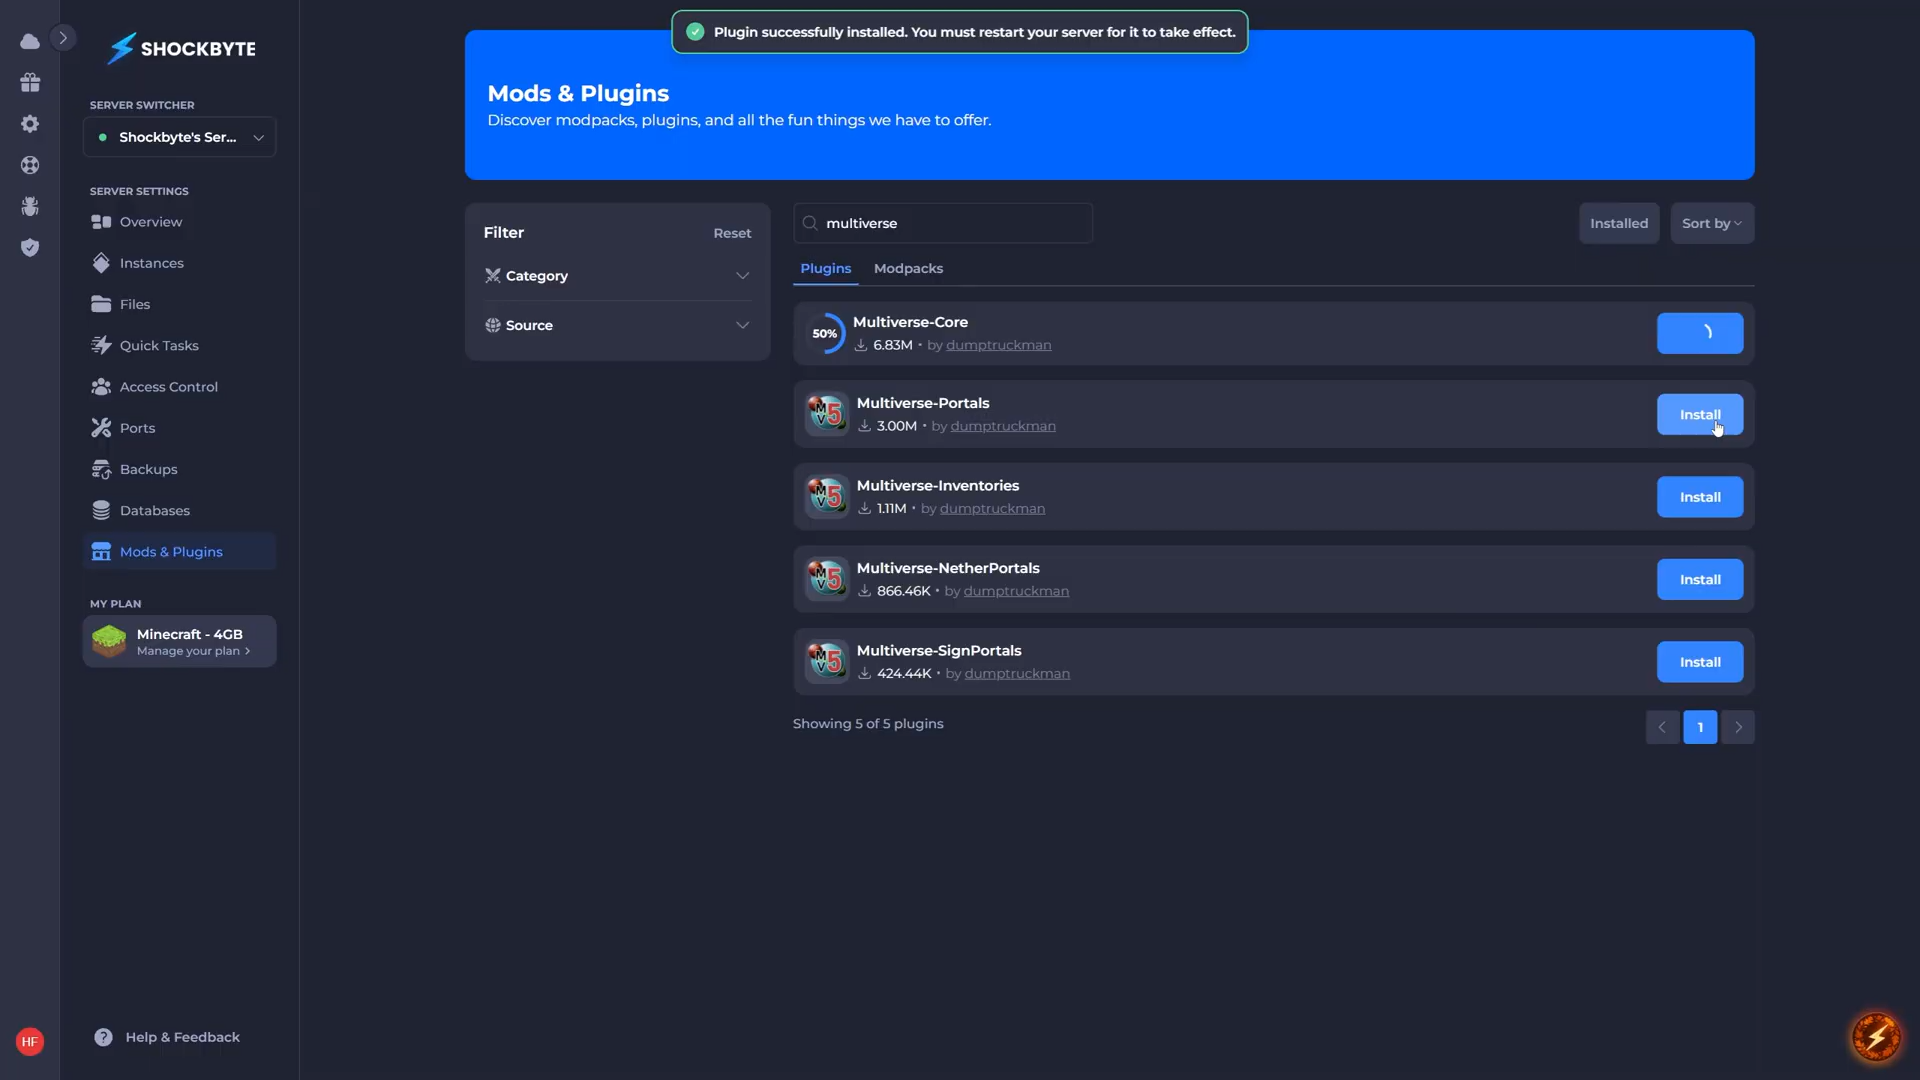 Plugin successfully installed. You must restart your server for it to take effect.
SHOCKBYTE
SERVER SWITCHER
Shockbyte's Ser...
SERVER SETTINGS
Overview
Instances
Files
Quick Tasks
Access Control
Ports
Backups
Databases
Mods & Plugins
MY PLAN
Minecraft - 4GB
Manage your plan >
Help & Feedback
HF
Mods & Plugins
Discover modpacks, plugins, and all the fun things we have to offer.
Filter Reset
Category
Source
multiverse
Installed Sort by
Plugins Modpacks
50%
Multiverse-Core
6.83M • by dumptruckman
MV5
Multiverse-Portals
3.00M • by dumptruckman
Install
MV5
Multiverse-Inventories
1.11M • by dumptruckman
Install
MV5
Multiverse-NetherPortals
866.46K • by dumptruckman
Install
MV5
Multiverse-SignPortals
424.44K • by dumptruckman
Install
Showing 5 of 5 plugins
< 1 >